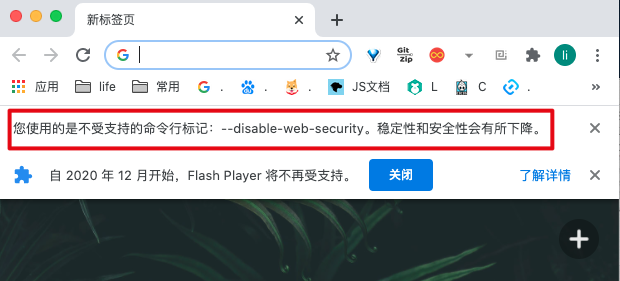 新标签页
Git
Zip
li
应用 life 常用 . . . JS文档 L C .
您使用的是不受支持的命令行标记：--disable-web-security。稳定性和安全性会有所下降。
自 2020 年 12 月开始，Flash Player 将不再受支持。 关闭 了解详情